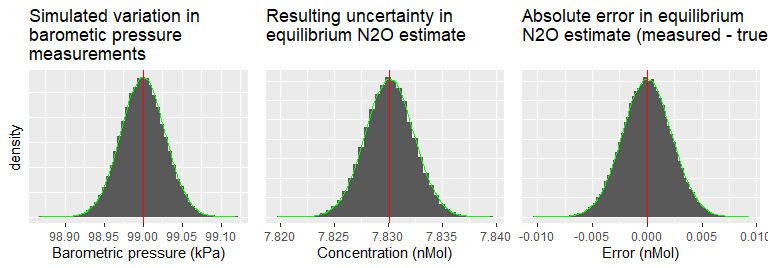 Simulated variation in
barometic pressure
measurements
Resulting uncertainty in
equilibrium N2O estimate
Absolute error in equilibrium
N2O estimate (measured - true
density
98.90 98.95 99.00 99.05 99.10
Barometric pressure (kPa)
7.820 7.825 7.830 7.835 7.840
Concentration (nMol)
-0.010 -0.005 0.000 0.005 0.010
Error (nMol)